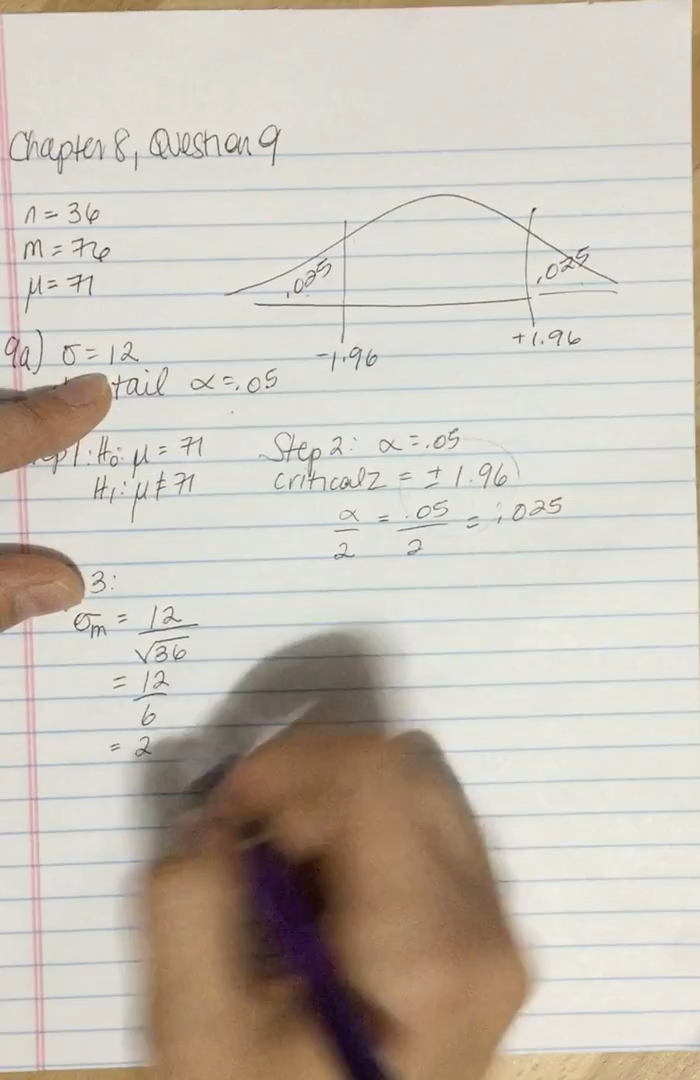 Chapter 8, Question 9
n = 36
m = 76
μ = 71
.025
.025
-1.96
+1.96
9a) σ = 12
tail α = .05
1: H₀: μ = 71
H₁: μ ≠ 71
Step 2: α = .05
critical z = ± 1.96
α/2 = .05/2 = .025
3:
σm = 12/√36
= 12/6
= 2